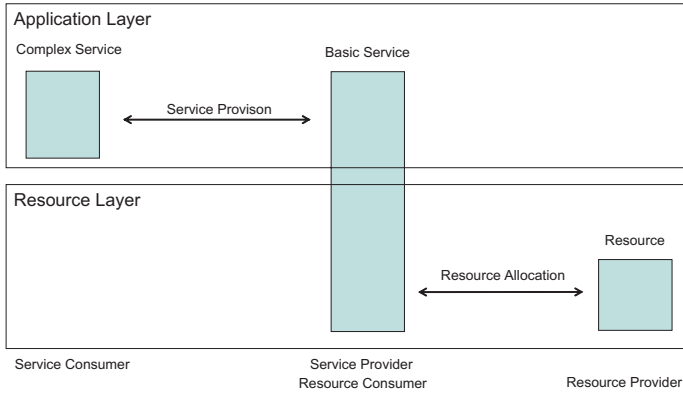 Application Layer
Complex Service
Basic Service
Service Provison
Resource Layer
Resource
Resource Allocation
Service Consumer
Service Provider
Resource Consumer
Resource Provider